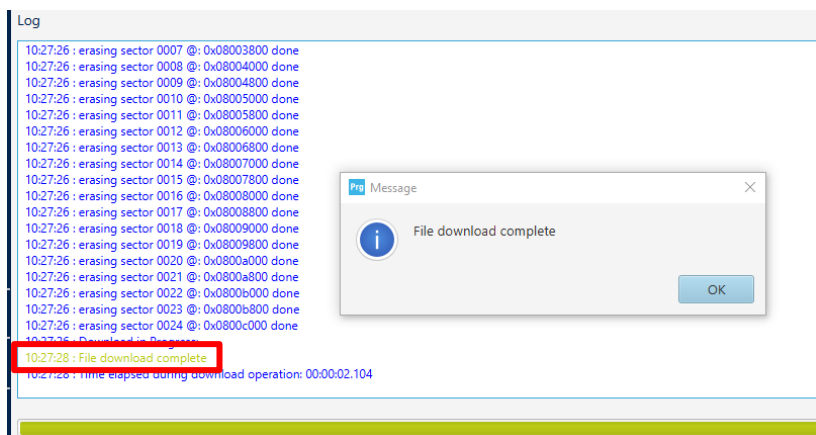 Log
10:27:26 : erasing sector 0007 @: 0x08003800 done
10:27:26 : erasing sector 0008 @: 0x08004000 done
10:27:26 : erasing sector 0009 @: 0x08004800 done
10:27:26 : erasing sector 0010 @: 0x08005000 done
10:27:26 : erasing sector 0011 @: 0x08005800 done
10:27:26 : erasing sector 0012 @: 0x08006000 done
10:27:26 : erasing sector 0013 @: 0x08006800 done
10:27:26 : erasing sector 0014 @: 0x08007000 done
10:27:26 : erasing sector 0015 @: 0x08007800 done
10:27:26 : erasing sector 0016 @: 0x08008000 done
10:27:26 : erasing sector 0017 @: 0x08008800 done
10:27:26 : erasing sector 0018 @: 0x08009000 done
10:27:26 : erasing sector 0019 @: 0x08009800 done
10:27:26 : erasing sector 0020 @: 0x0800a000 done
10:27:26 : erasing sector 0021 @: 0x0800a800 done
10:27:26 : erasing sector 0022 @: 0x0800b000 done
10:27:26 : erasing sector 0023 @: 0x0800b800 done
10:27:26 : erasing sector 0024 @: 0x0800c000 done
10:27:26 : Download in Progress:
10:27:28 : File download complete
10:27:28 : Time elapsed during download operation: 00:00:02.104
Prg Message
File download complete
OK